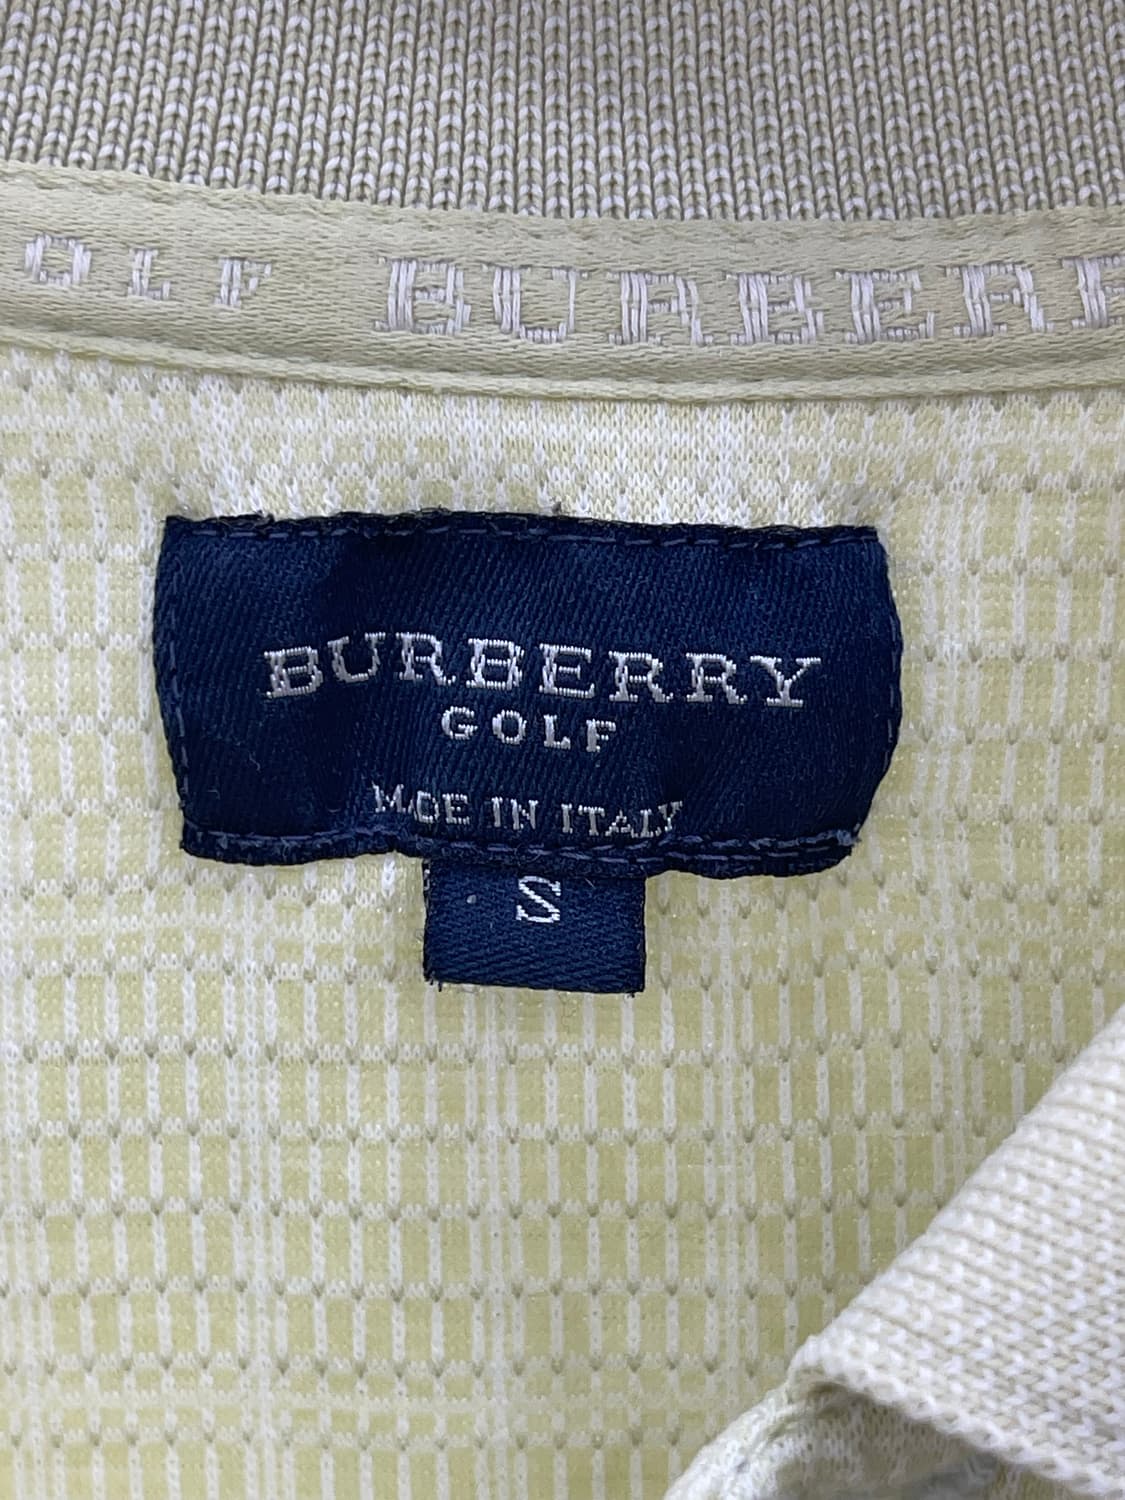 OLF BURBERR
BURBERRY
GOLF
MADE IN ITALY
S